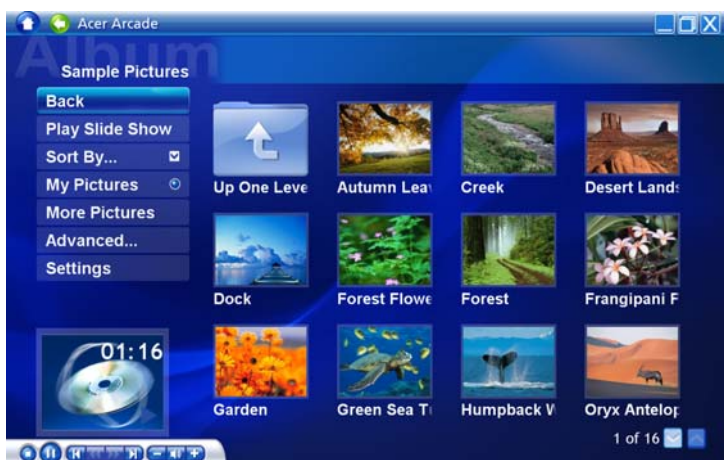 Acer Arcade
Album
Sample Pictures
Back
Play Slide Show
Sort By...
My Pictures
More Pictures
Advanced...
Settings
01:16
Up One Leve
Autumn Lea
Creek
Desert Lands
Dock
Forest Flowe
Forest
Frangipani F
Garden
Green Sea T
Humpback W
Oryx Antelop
1 of 16